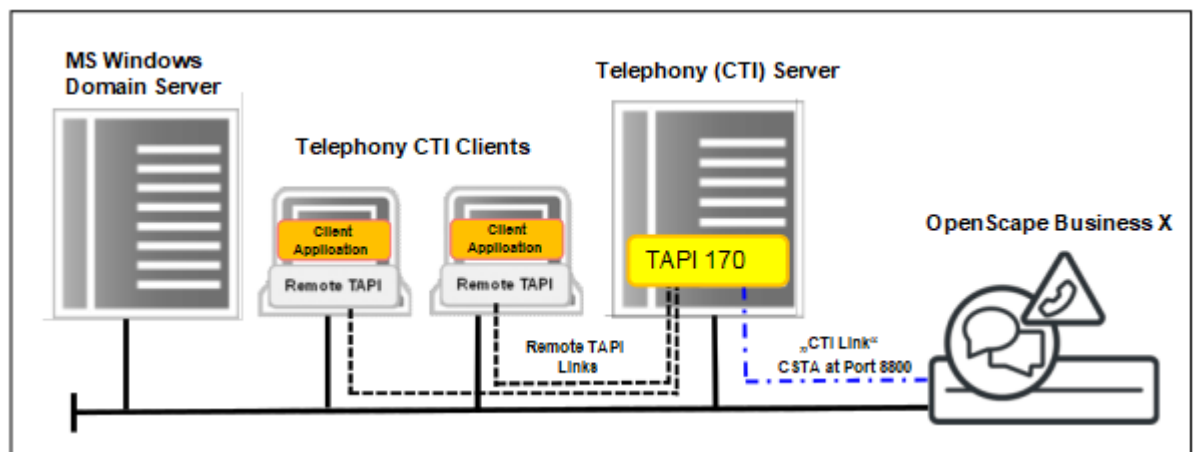 MS Windows
Domain Server
Telephony (CTI) Server
Telephony CTI Clients
OpenScape Business X
Client
Application
Client
Application
TAPI 170
Remote TAPI
Remote TAPI
Remote TAPI
Links
„CTI Link“
CSTA at Port 8800